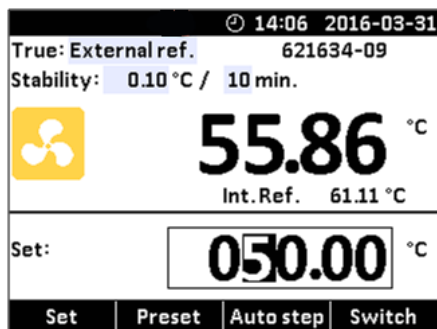 14:06 2016-03-31
True: External ref. 621634-09
Stability: 0.10 °C / 10 min.
55.86 °C
Int. Ref. 61.11 °C
Set: 050.00 °C
Set Preset Auto step Switch